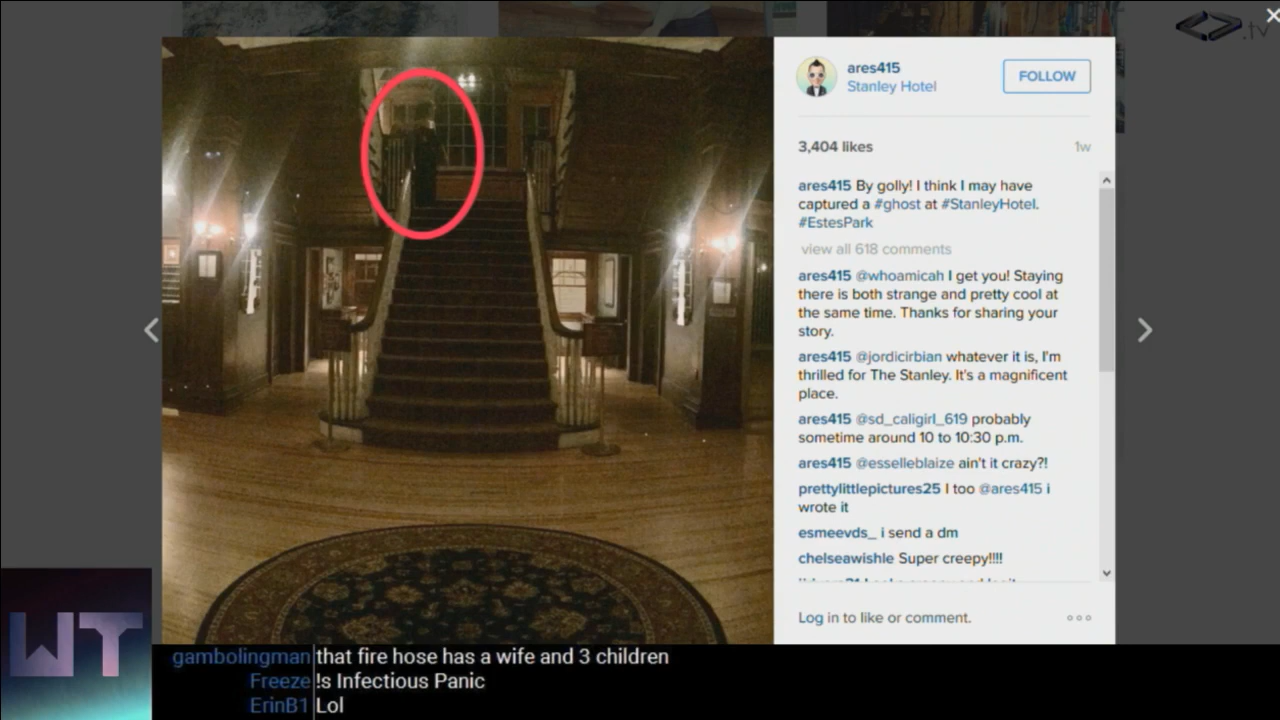 .tv
ares415
Stanley Hotel
FOLLOW
3,404 likes
1w
ares415 By golly! I think I may have
captured a #ghost at #StanleyHotel.
#EstesPark
view all 618 comments
ares415 @whoamicah I get you! Staying
there is both strange and pretty cool at
the same time. Thanks for sharing your
story.
ares415 @jordicirbian whatever it is, I'm
thrilled for The Stanley. It's a magnificent
place.
ares415 @sd_caligirl_619 probably
sometime around 10 to 10:30 p.m.
ares415 @esselleblaize ain't it crazy?!
prettylittlepictures25 I too @ares415 i
wrote it
esmeevds_ i send a dm
chelseawishle Super creepy!!!!
Log in to like or comment.
WT
gambolingman that fire hose has a wife and 3 children
Freeze !s Infectious Panic
ErinB1 Lol